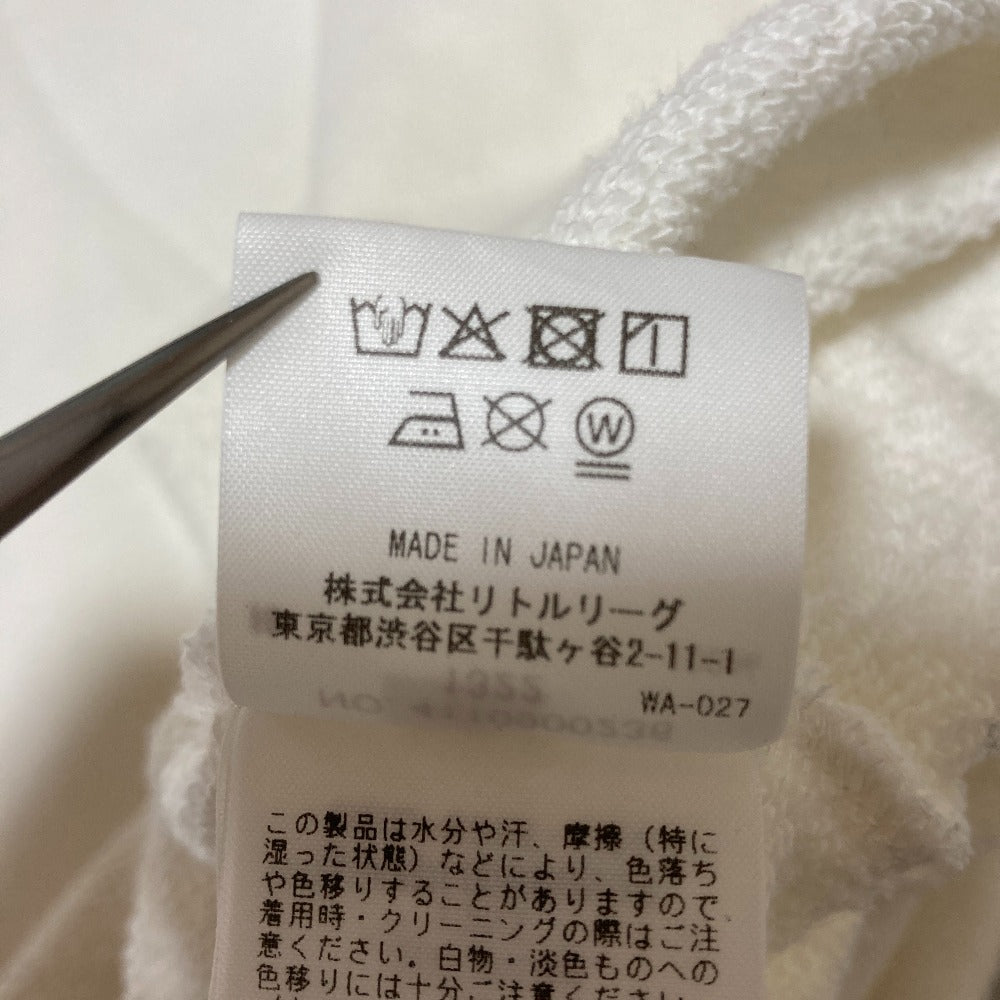 W
MADE IN JAPAN
株式会社リトルリーグ
東京都渋谷区千駄ヶ谷2-11-1
WA-027
この製品は水分や汗、摩擦（特に
湿った状態）などにより、色落ち
や色移りすることがありますので、
着用時・クリーニングの際はご注
意ください。白物・淡色ものへの
色移りには十分ご注意ください。